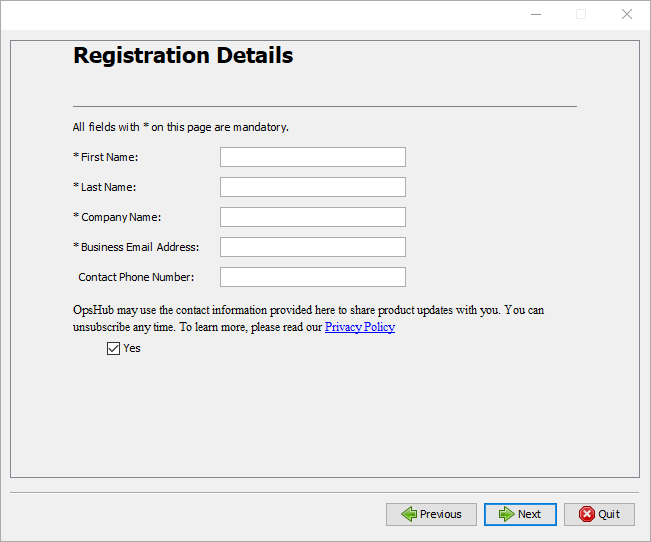 Registration Details
All fields with * on this page are mandatory.
* First Name:
* Last Name:
* Company Name:
* Business Email Address:
Contact Phone Number:
OpsHub may use the contact information provided here to share product updates with you. You can
unsubscribe any time. To learn more, please read our Privacy Policy
Yes
Previous Next Quit